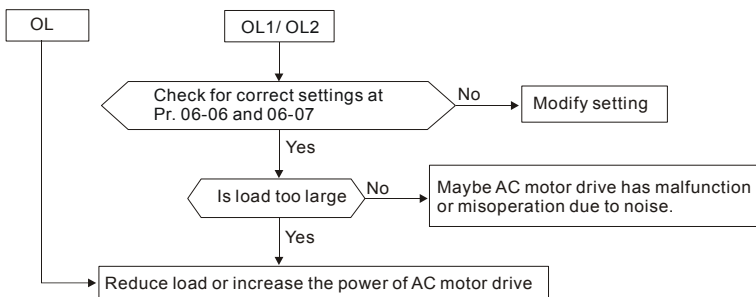 OL
OL1/ OL2
Check for correct settings at
Pr. 06-06 and 06-07
No
Modify setting
Yes
Is load too large
No
Maybe AC motor drive has malfunction
or misoperation due to noise.
Yes
Reduce load or increase the power of AC motor drive